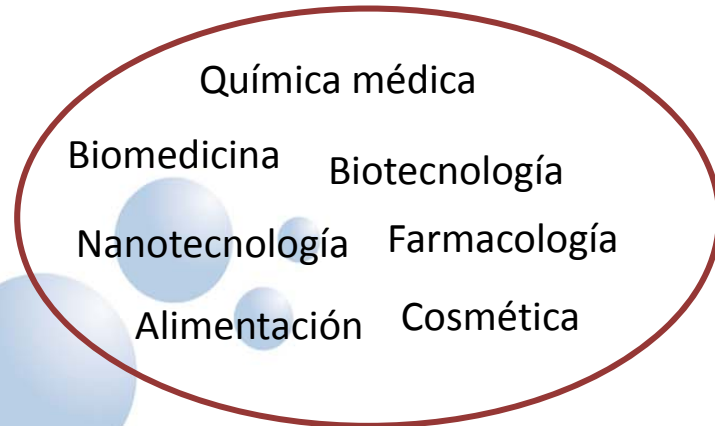 Química médica
Biomedicina
Biotecnología
Nanotecnología
Farmacología
Alimentación
Cosmética